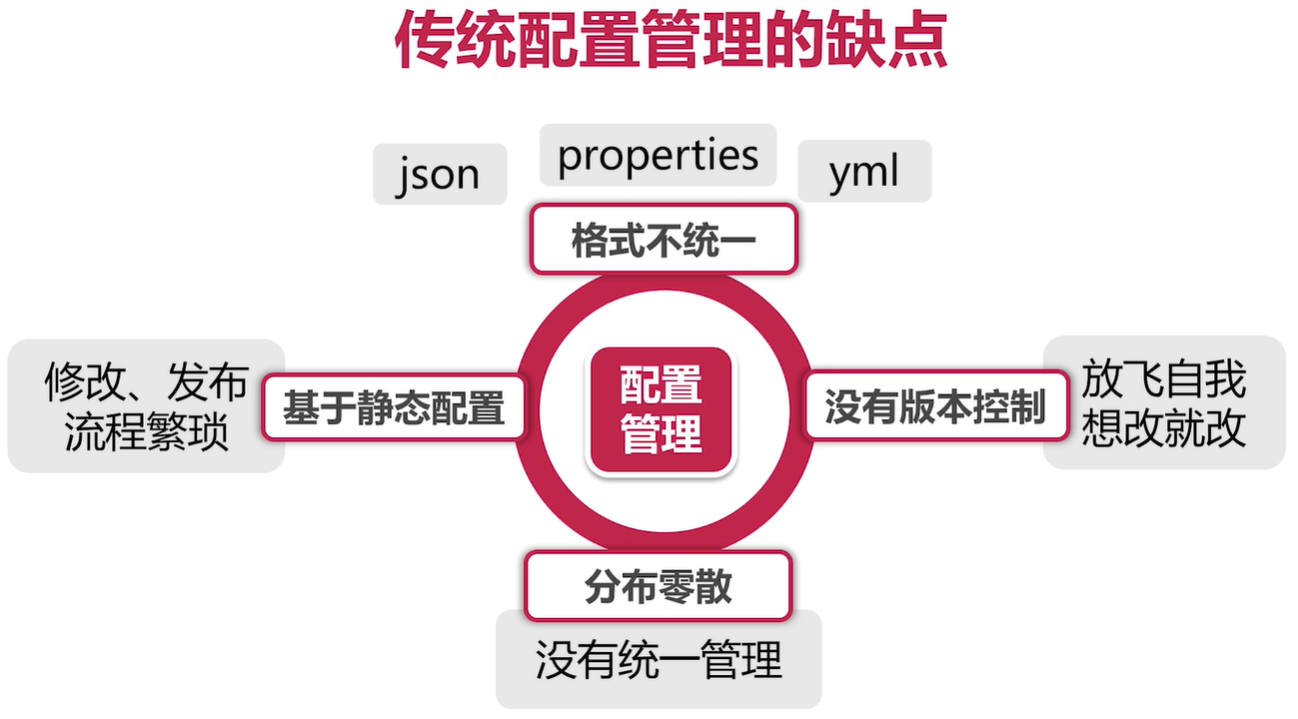 传统配置管理的缺点
json
properties
yml
格式不统一
修改、发布
流程繁琐
基于静态配置
配置
管理
没有版本控制
放飞自我
想改就改
分布零散
没有统一管理